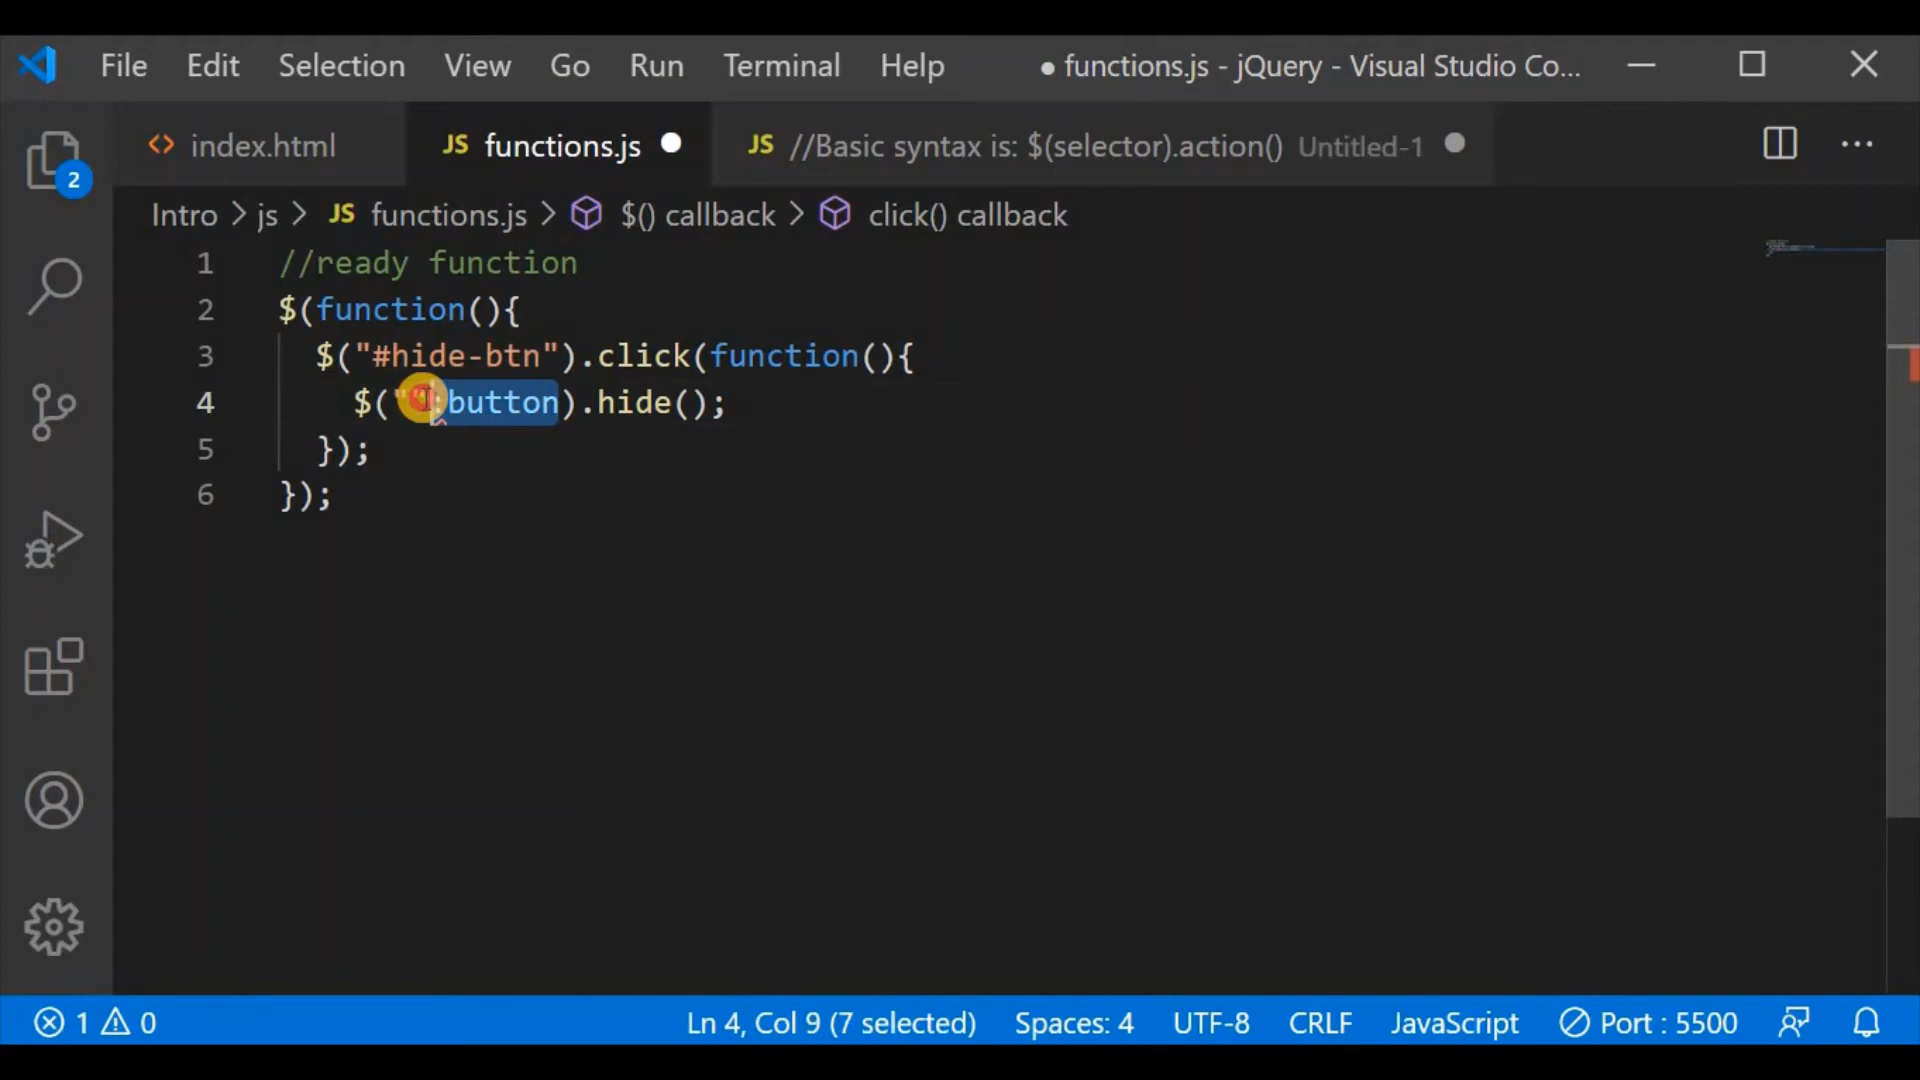 File Edit Selection View Go Run Terminal Help ● functions.js - jQuery - Visual Studio Co...
index.html JS functions.js JS //Basic syntax is: $(selector).action() Untitled-1
2
Intro > js > JS functions.js > $() callback > click() callback
1 //ready function
2 $(function(){
3 $("#hide-btn").click(function(){
4 $("":button).hide();
5 });
6 });
1 0 Ln 4, Col 9 (7 selected) Spaces: 4 UTF-8 CRLF JavaScript Port : 5500